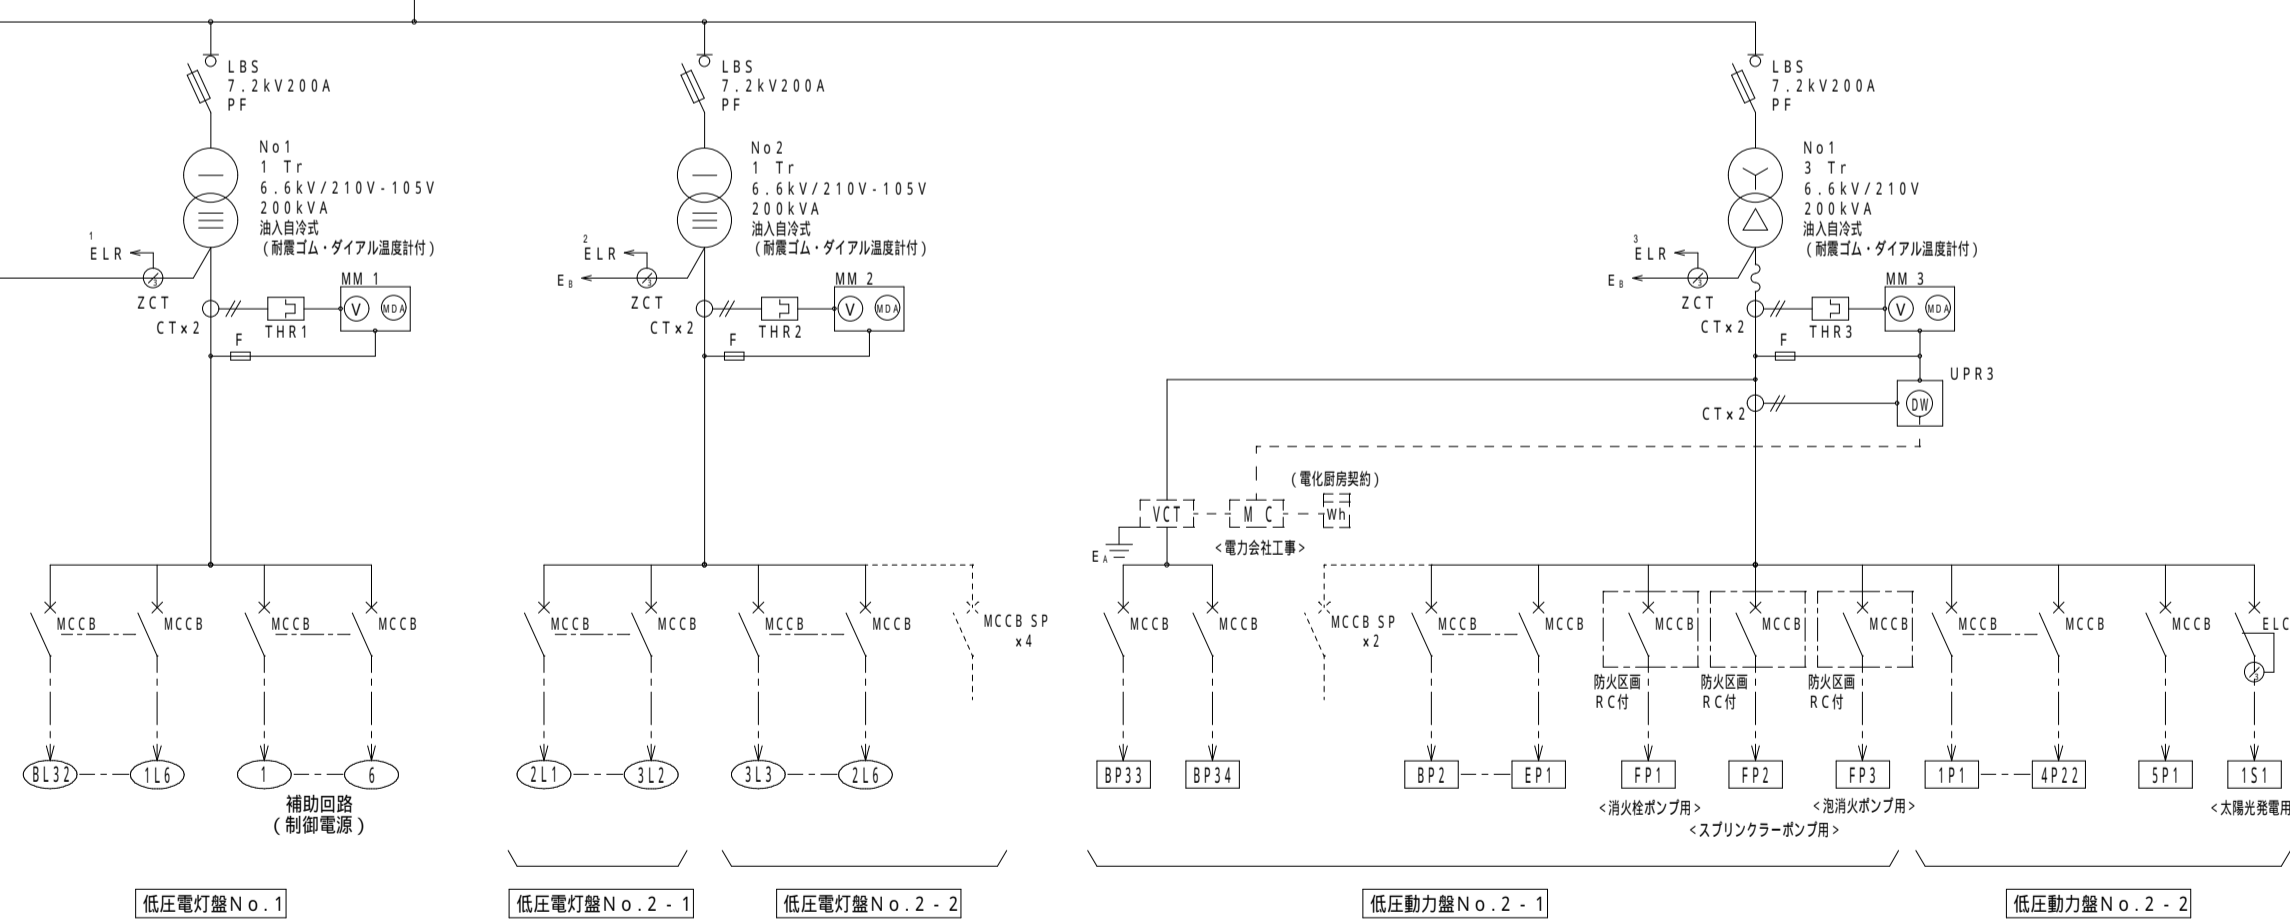 LBS
7.2kV200A
PF
LBS
7.2kV200A
PF
LBS
7.2kV200A
PF
No1
1 Tr
6.6kV/210V-105V
200kVA
油入自冷式
(耐震ゴム・ダイアル温度計付)
No2
1 Tr
6.6kV/210V-105V
200kVA
油入自冷式
(耐震ゴム・ダイアル温度計付)
No1
3 Tr
6.6kV/210V
200kVA
油入自冷式
(耐震ゴム・ダイアル温度計付)
1
ELR
ZCT
CTx2
THR1
MM 1
V
MDA
F
2
ELR
EB
ZCT
CTx2
THR2
MM 2
V
MDA
F
3
ELR
EB
ZCT
CTx2
THR3
MM 3
V
MDA
F
UPR3
CTx2
DW
(電化厨房契約)
VCT
MC
Wh
EA
<電力会社工事>
MCCB
MCCB
MCCB
MCCB
MCCB
MCCB
MCCB
MCCB
MCCB SP
x4
MCCB
MCCB
MCCB SP
x2
MCCB
MCCB
MCCB
MCCB
MCCB
MCCB
MCCB
MCCB
ELC
3
防火区画
RC付
防火区画
RC付
防火区画
RC付
BL32
1L6
1
6
2L1
3L2
3L3
2L6
BP33
BP34
BP2
EP1
FP1
FP2
FP3
1P1
4P22
5P1
1S1
補助回路
(制御電源)
<消火栓ポンプ用>
<泡消火ポンプ用>
<太陽光発電用
<スプリンクラーポンプ用>
低圧電灯盤No.1
低圧電灯盤No.2-1
低圧電灯盤No.2-2
低圧動力盤No.2-1
低圧動力盤No.2-2